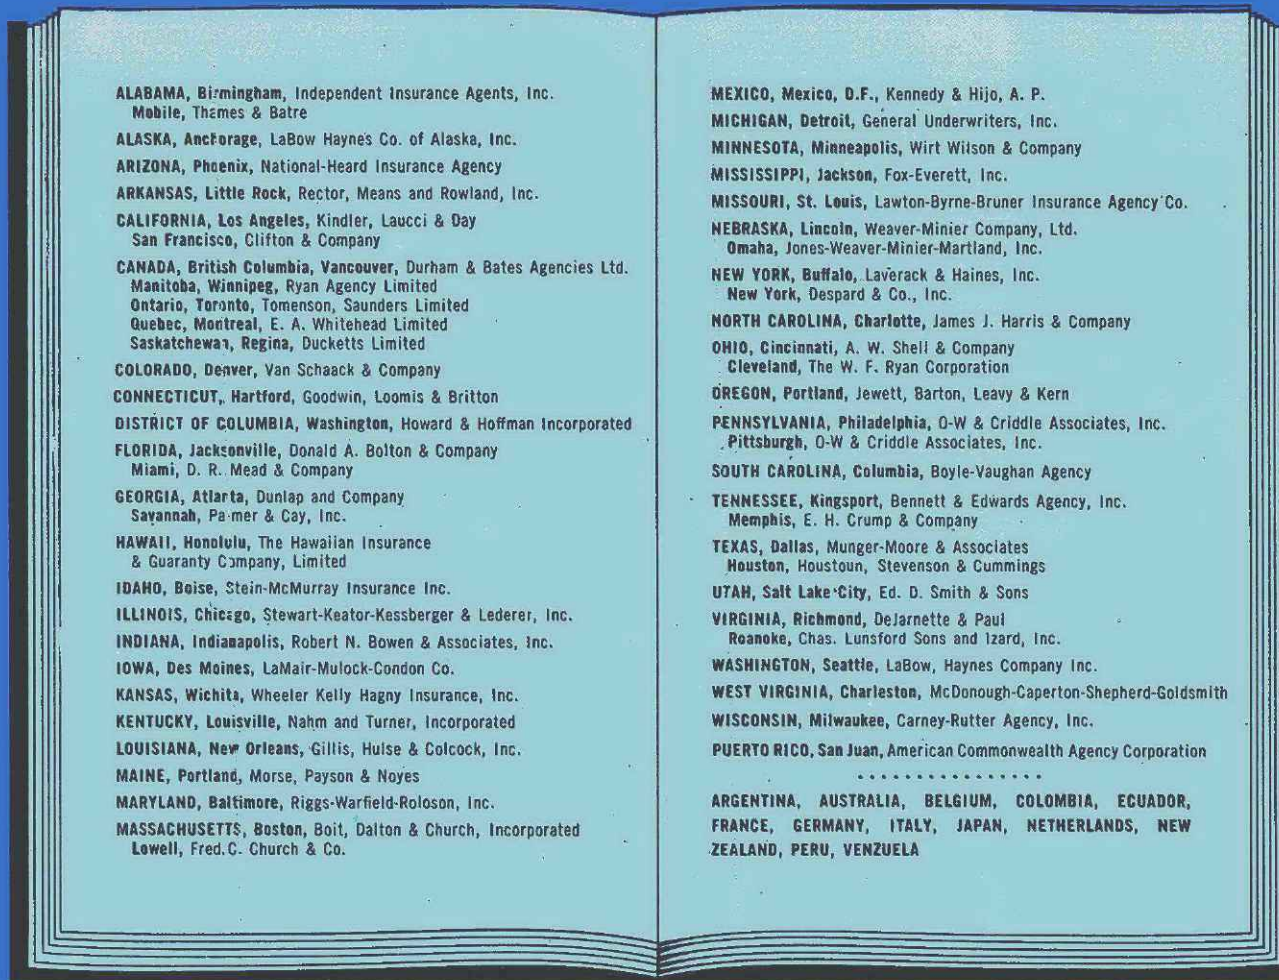 ALABAMA, Birmingham, Independent Insurance Agents, Inc.
Mobile, Thames & Batre
ALASKA, Anchorage, LaBow Haynes Co. of Alaska, Inc.
ARIZONA, Phoenix, National-Heard Insurance Agency
ARKANSAS, Little Rock, Rector, Means and Rowland, Inc.
CALIFORNIA, Los Angeles, Kindler, Laucci & Day
San Francisco, Clifton & Company
CANADA, British Columbia, Vancouver, Durham & Bates Agencies Ltd.
Manitoba, Winnipeg, Ryan Agency Limited
Ontario, Toronto, Tomenson, Saunders Limited
Quebec, Montreal, E. A. Whitehead Limited
Saskatchewan, Regina, Ducketts Limited
COLORADO, Denver, Van Schaack & Company
CONNECTICUT, Hartford, Goodwin, Loomis & Britton
DISTRICT OF COLUMBIA, Washington, Howard & Hoffman Incorporated
FLORIDA, Jacksonville, Donald A. Bolton & Company
Miami, D. R. Mead & Company
GEORGIA, Atlanta, Dunlap and Company
Savannah, Palmer & Cay, Inc.
HAWAII, Honolulu, The Hawaiian Insurance
& Guaranty Company, Limited
IDAHO, Boise, Stein-McMurray Insurance Inc.
ILLINOIS, Chicago, Stewart-Keator-Kessberger & Lederer, Inc.
INDIANA, Indianapolis, Robert N. Bowen & Associates, Inc.
IOWA, Des Moines, LaMair-Mulock-Condon Co.
KANSAS, Wichita, Wheeler Kelly Hagny Insurance, Inc.
KENTUCKY, Louisville, Nahm and Turner, Incorporated
LOUISIANA, New Orleans, Gillis, Hulse & Colcock, Inc.
MAINE, Portland, Morse, Payson & Noyes
MARYLAND, Baltimore, Riggs-Warfield-Roloson, Inc.
MASSACHUSETTS, Boston, Boit, Dalton & Church, Incorporated
Lowell, Fred. C. Church & Co.
MEXICO, Mexico, D.F., Kennedy & Hijo, A. P.
MICHIGAN, Detroit, General Underwriters, Inc.
MINNESOTA, Minneapolis, Wirt Wilson & Company
MISSISSIPPI, Jackson, Fox-Everett, Inc.
MISSOURI, St. Louis, Lawton-Byrne-Bruner Insurance Agency Co.
NEBRASKA, Lincoln, Weaver-Minier Company, Ltd.
Omaha, Jones-Weaver-Minier-Martland, Inc.
NEW YORK, Buffalo, Laverack & Haines, Inc.
New York, Despard & Co., Inc.
NORTH CAROLINA, Charlotte, James J. Harris & Company
OHIO, Cincinnati, A. W. Shell & Company
Cleveland, The W. F. Ryan Corporation
OREGON, Portland, Jewett, Barton, Leavy & Kern
PENNSYLVANIA, Philadelphia, O-W & Criddle Associates, Inc.
Pittsburgh, O-W & Criddle Associates, Inc.
SOUTH CAROLINA, Columbia, Boyle-Vaughan Agency
TENNESSEE, Kingsport, Bennett & Edwards Agency, Inc.
Memphis, E. H. Crump & Company
TEXAS, Dallas, Munger-Moore & Associates
Houston, Houstoun, Stevenson & Cummings
UTAH, Salt Lake City, Ed. D. Smith & Sons
VIRGINIA, Richmond, DeJarnette & Paul
Roanoke, Chas. Lunsford Sons and Izard, Inc.
WASHINGTON, Seattle, LaBow, Haynes Company Inc.
WEST VIRGINIA, Charleston, McDonough-Caperton-Shepherd-Goldsmith
WISCONSIN, Milwaukee, Carney-Rutter Agency, Inc.
PUERTO RICO, San Juan, American Commonwealth Agency Corporation
ARGENTINA, AUSTRALIA, BELGIUM, COLOMBIA, ECUADOR,
FRANCE, GERMANY, ITALY, JAPAN, NETHERLANDS, NEW
ZEALAND, PERU, VENZUELA